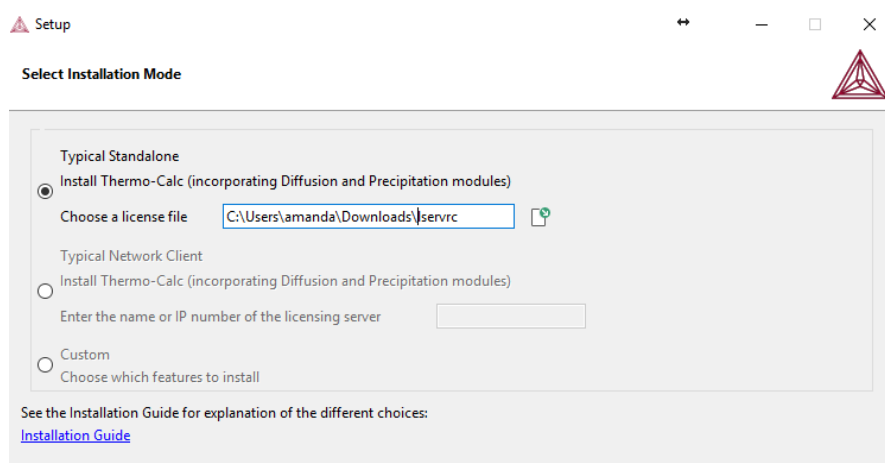 Setup
Select Installation Mode
Typical Standalone
Install Thermo-Calc (incorporating Diffusion and Precipitation modules)
Choose a license file C:\Users\amanda\Downloads\lservrc
Typical Network Client
Install Thermo-Calc (incorporating Diffusion and Precipitation modules)
Enter the name or IP number of the licensing server
Custom
Choose which features to install
See the Installation Guide for explanation of the different choices:
Installation Guide